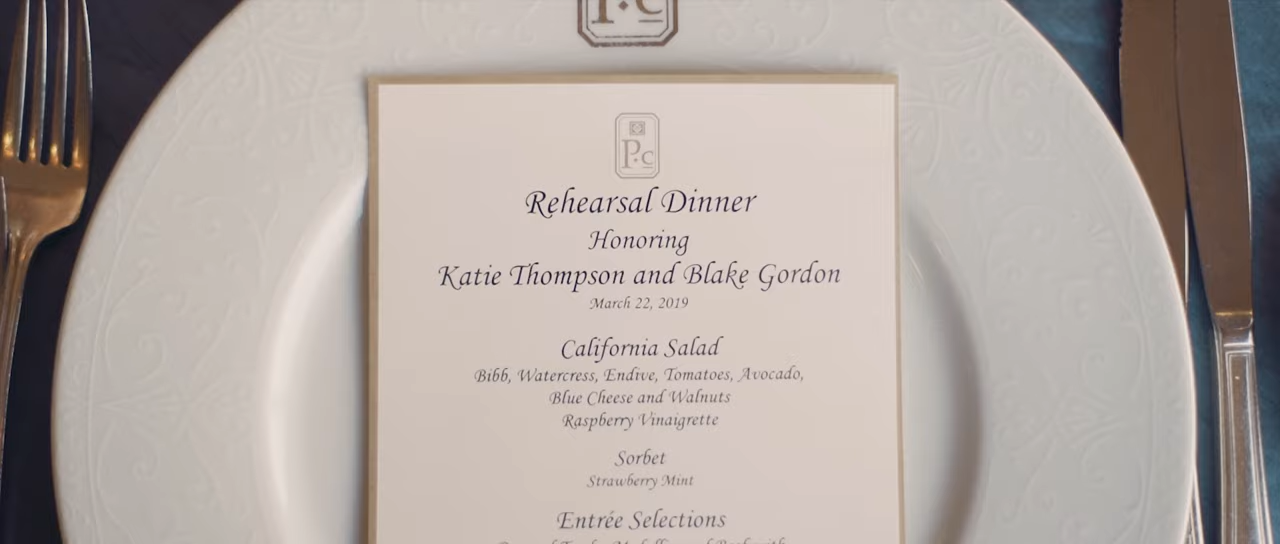 P·c
P·c
Rehearsal Dinner
Honoring
Katie Thompson and Blake Gordon
March 22, 2019
California Salad
Bibb, Watercress, Endive, Tomatoes, Avocado,
Blue Cheese and Walnuts
Raspberry Vinaigrette
Sorbet
Strawberry Mint
Entrée Selections